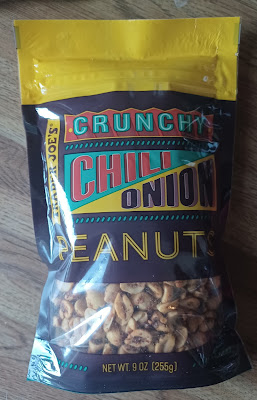 TRADER JOE'S
CRUNCHY
CHILI
ONION
PEANUTS
NET WT. 9 OZ (255g)